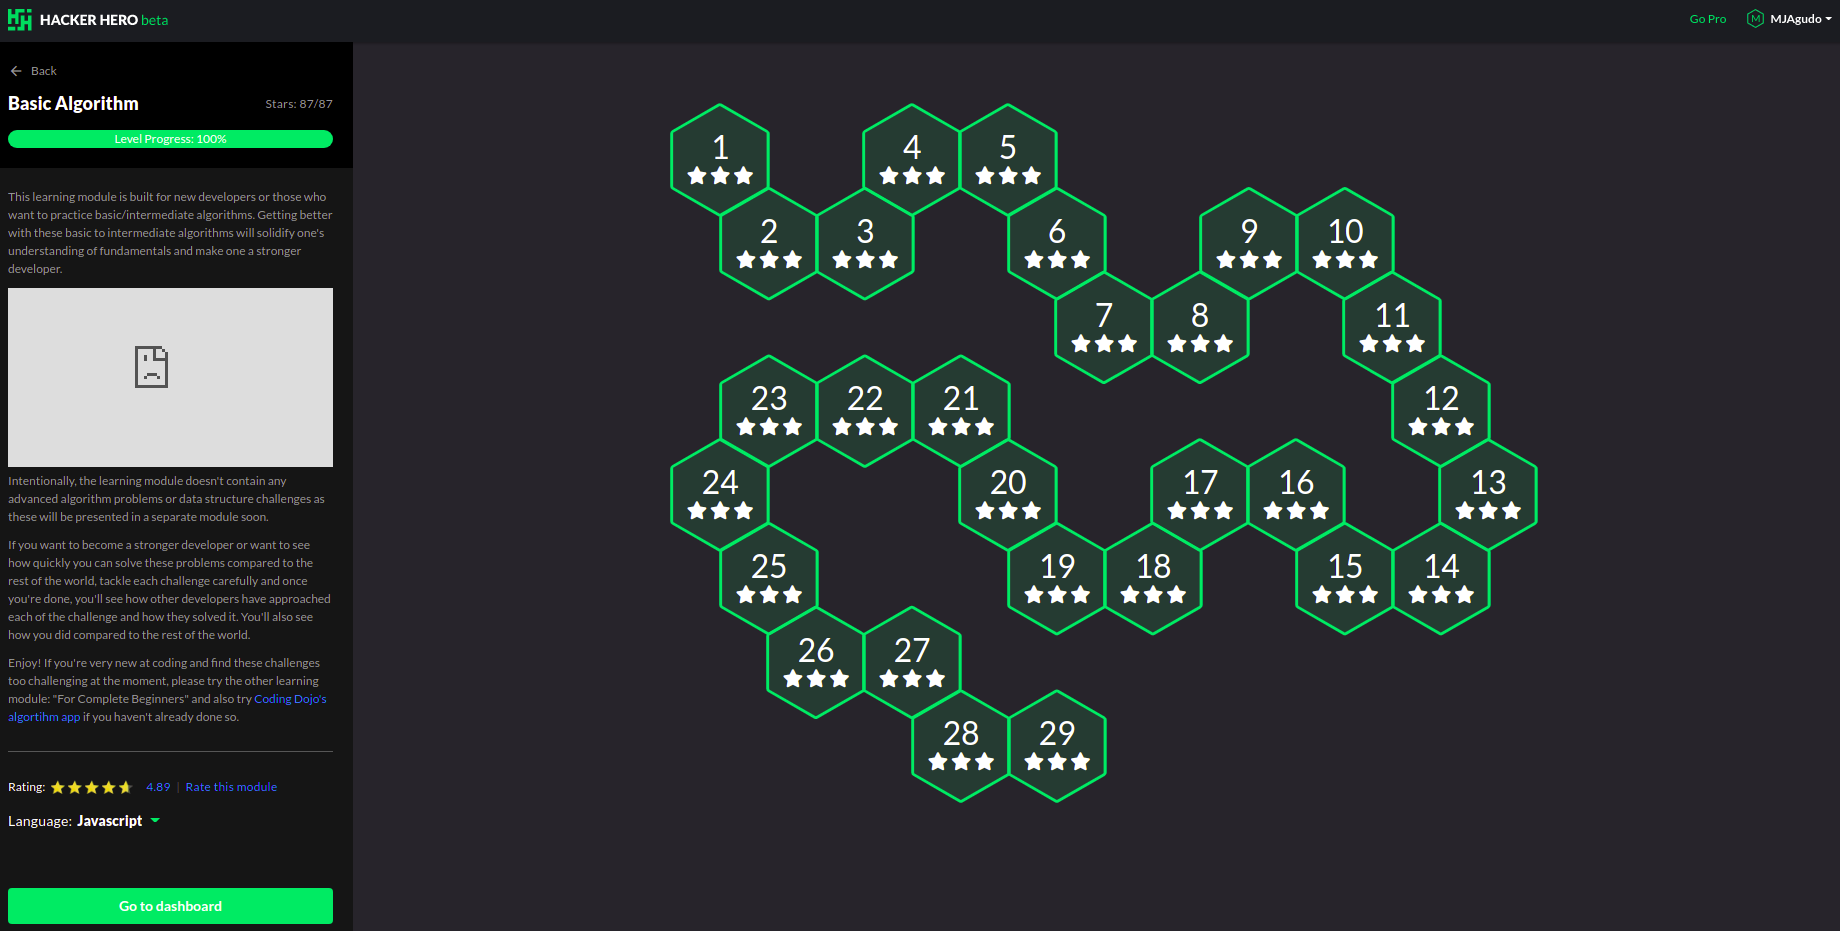 HACKER HERO beta
Go Pro
M
MJAgudo
Back
Basic Algorithm
Stars: 87/87
Level Progress: 100%
This learning module is built for new developers or those who
want to practice basic/intermediate algorithms. Getting better
with these basic to intermediate algorithms will solidify one's
understanding of fundamentals and make one a stronger
developer.
Intentionally, the learning module doesn't contain any
advanced algorithm problems or data structure challenges as
these will be presented in a separate module soon.
If you want to become a stronger developer or want to see
how quickly you can solve these problems compared to the
rest of the world, tackle each challenge carefully and once
you're done, you'll see how other developers have approached
each of the challenge and how they solved it. You'll also see
how you did compared to the rest of the world.
Enjoy! If you're very new at coding and find these challenges
too challenging at the moment, please try the other learning
module: "For Complete Beginners" and also try Coding Dojo's
algortihm app if you haven't already done so.
Rating: 4.89 | Rate this module
Language: Javascript
Go to dashboard
1
4
5
2
3
6
9
10
7
8
11
23
22
21
12
24
20
17
16
13
25
19
18
15
14
26
27
28
29